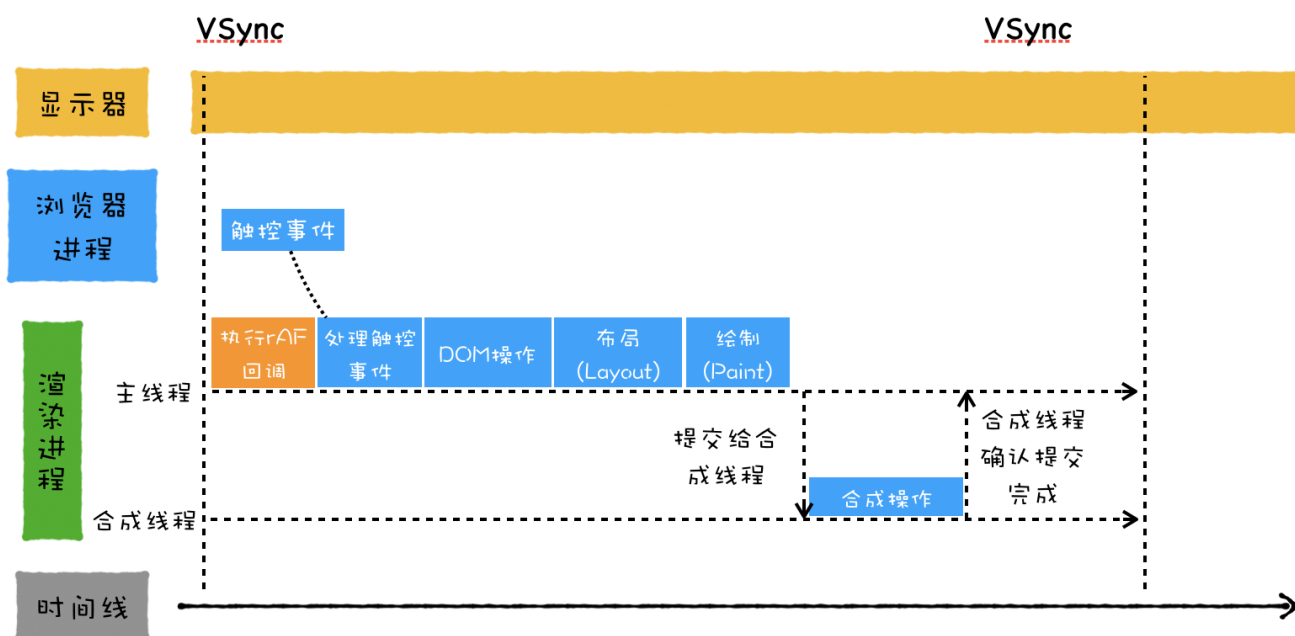 VSync
VSync
显示器
浏览器
进程
触控事件
执行rAF
回调
处理触控
事件
DOM操作
布局
(Layout)
绘制
(Paint)
渲染进程
主线程
提交给合
成线程
合成线程
确认提交
完成
合成操作
合成线程
时间线